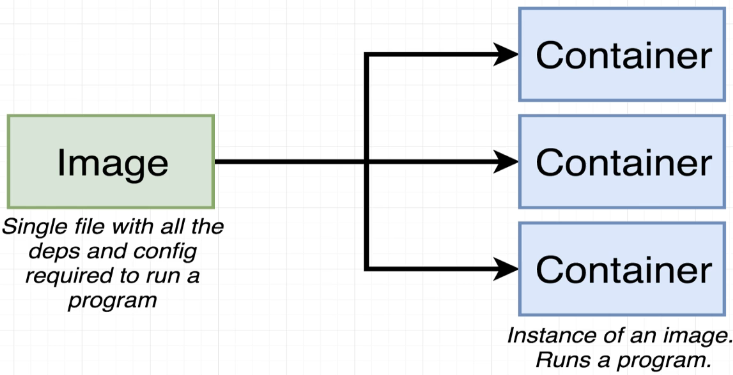 Container
Image
Container
Single file with all the
deps and config
required to run a
program
Container
Instance of an image.
Runs a program.